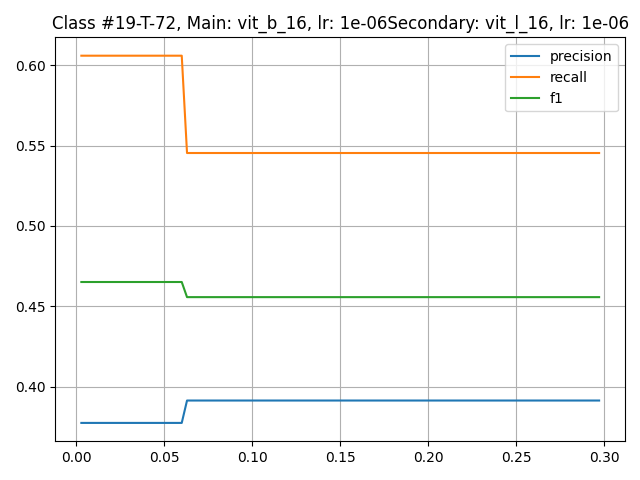 Class #19-T-72, Main: vit_b_16, lr: 1e-06Secondary: vit_l_16, lr: 1e-06
precision
recall
f1
0.60
0.55
0.50
0.45
0.40
0.00 0.05 0.10 0.15 0.20 0.25 0.30